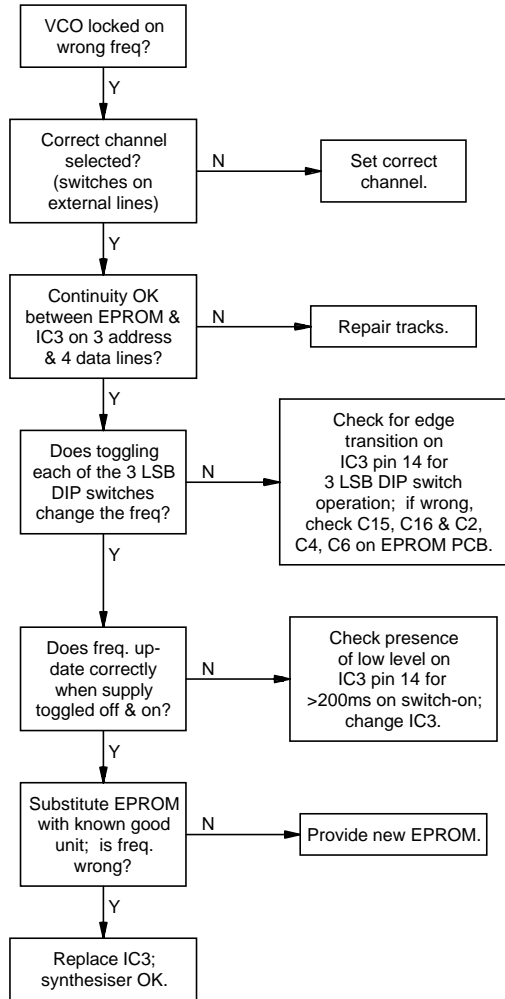 VCO locked on
wrong freq?
Y
Correct channel
selected?
(switches on
external lines)
N
Set correct
channel.
Y
Continuity OK
between EPROM &
IC3 on 3 address
& 4 data lines?
N
Repair tracks.
Y
Does toggling
each of the 3 LSB
DIP switches
change the freq?
N
Check for edge
transition on
IC3 pin 14 for
3 LSB DIP switch
operation; if wrong,
check C15, C16 & C2,
C4, C6 on EPROM PCB.
Y
Does freq. up-
date correctly
when supply
toggled off & on?
N
Check presence
of low level on
IC3 pin 14 for
>200ms on switch-on;
change IC3.
Y
Substitute EPROM
with known good
unit; is freq.
wrong?
N
Provide new EPROM.
Y
Replace IC3;
synthesiser OK.